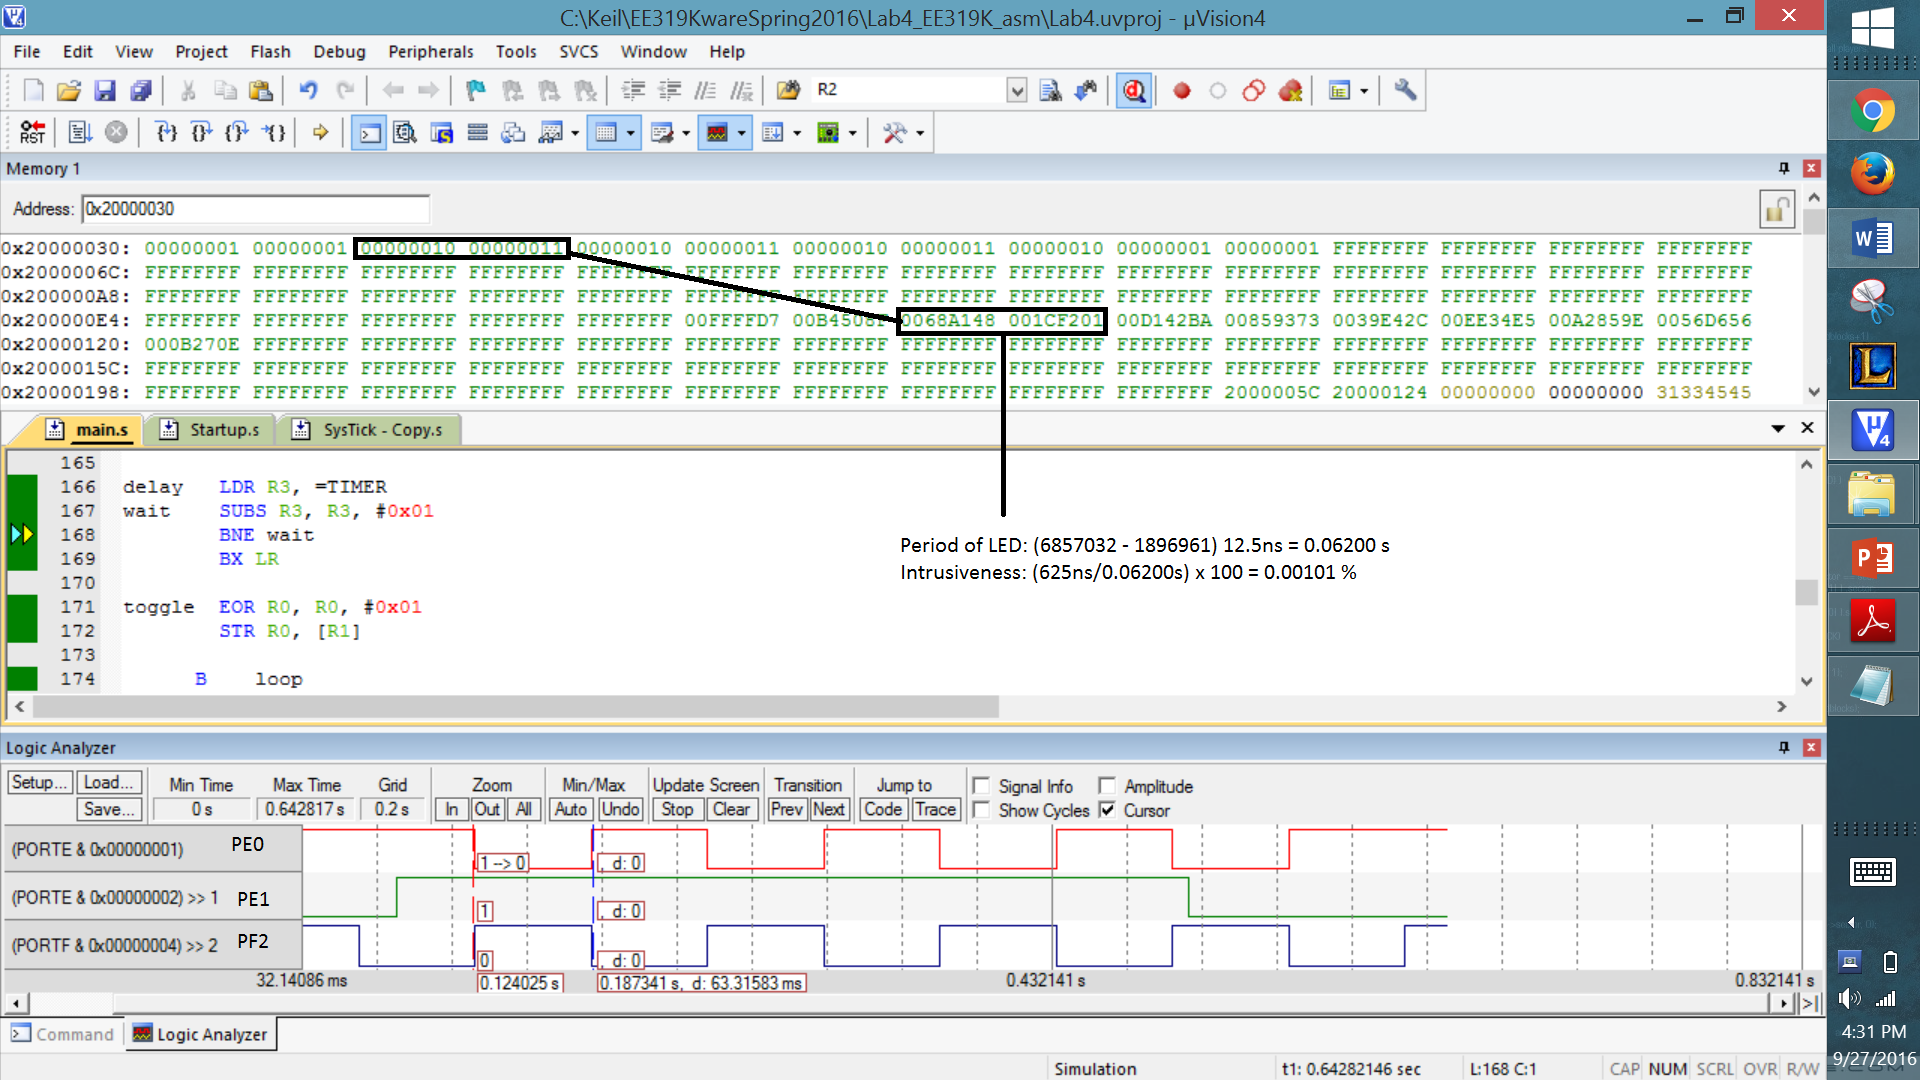 C:\Keil\EE319KwareSpring2016\Lab4_EE319K_asm\Lab4.uvproj - µVision4
File Edit View Project Flash Debug Peripherals Tools SVCS Window Help
R2
RST
Memory 1
Address: 0x20000030
0x20000030: 00000001 00000001 00000010 00000011 00000010 00000011 00000010 00000011 00000010 00000001 00000001 FFFFFFFF FFFFFFFF FFFFFFFF FFFFFFFF
0x2000006C: FFFFFFFF FFFFFFFF FFFFFFFF FFFFFFFF FFFFFFFF FFFFFFFF FFFFFFFF FFFFFFFF FFFFFFFF FFFFFFFF FFFFFFFF FFFFFFFF FFFFFFFF FFFFFFFF FFFFFFFF
0x200000A8: FFFFFFFF FFFFFFFF FFFFFFFF FFFFFFFF FFFFFFFF FFFFFFFF FFFFFFFF FFFFFFFF FFFFFFFF FFFFFFFF FFFFFFFF FFFFFFFF FFFFFFFF FFFFFFFF FFFFFFFF
0x200000E4: FFFFFFFF FFFFFFFF FFFFFFFF FFFFFFFF FFFFFFFF 00FFFFD7 0068A148 001CF201 00D142BA 00859373 0039E42C 00EE34E5 00A2859E 0056D656
0x20000120: 000B270E FFFFFFFF FFFFFFFF FFFFFFFF FFFFFFFF FFFFFFFF FFFFFFFF FFFFFFFF FFFFFFFF FFFFFFFF FFFFFFFF FFFFFFFF FFFFFFFF FFFFFFFF FFFFFFFF
0x2000015C: FFFFFFFF FFFFFFFF FFFFFFFF FFFFFFFF FFFFFFFF FFFFFFFF FFFFFFFF FFFFFFFF FFFFFFFF FFFFFFFF FFFFFFFF FFFFFFFF FFFFFFFF FFFFFFFF FFFFFFFF
0x20000198: FFFFFFFF FFFFFFFF FFFFFFFF FFFFFFFF FFFFFFFF FFFFFFFF FFFFFFFF FFFFFFFF FFFFFFFF FFFFFFFF 2000005C 20000124 00000000 00000000 31334545
main.s Startup.s SysTick - Copy.s
165
166 delay LDR R3, =TIMER
167 wait SUBS R3, R3, #0x01
168 BNE wait
169 BX LR
170
171 toggle EOR R0, R0, #0x01
172 STR R0, [R1]
173
174 B loop
Period of LED: (6857032 - 1896961) 12.5ns = 0.06200 s
Intrusiveness: (625ns/0.06200s) x 100 = 0.00101 %
Logic Analyzer
Setup... Load... Min Time Max Time Grid Zoom Min/Max Update Screen Transition Jump to Signal Info Amplitude
Save... 0 s 0.642817 s 0.2 s In Out All Auto Undo Stop Clear Prev Next Code Trace Show Cycles Cursor
(PORTE & 0x00000001) PE0
1 --> 0 , d: 0
(PORTE & 0x00000002) >> 1 PE1
1 , d: 0
(PORTF & 0x00000004) >> 2 PF2
0 , d: 0
32.14086 ms 0.124025 s 0.187341 s, d: 63.31583 ms 0.432141 s 0.832141 s
Command Logic Analyzer
Simulation t1: 0.64282146 sec L:168 C:1 CAP NUM SCRL OVR R/W
4:31 PM
9/27/2016